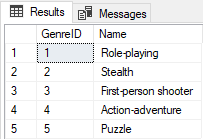 Results Messages
GenreID Name
1 1 Role-playing
2 2 Stealth
3 3 First-person shooter
4 4 Action-adventure
5 5 Puzzle